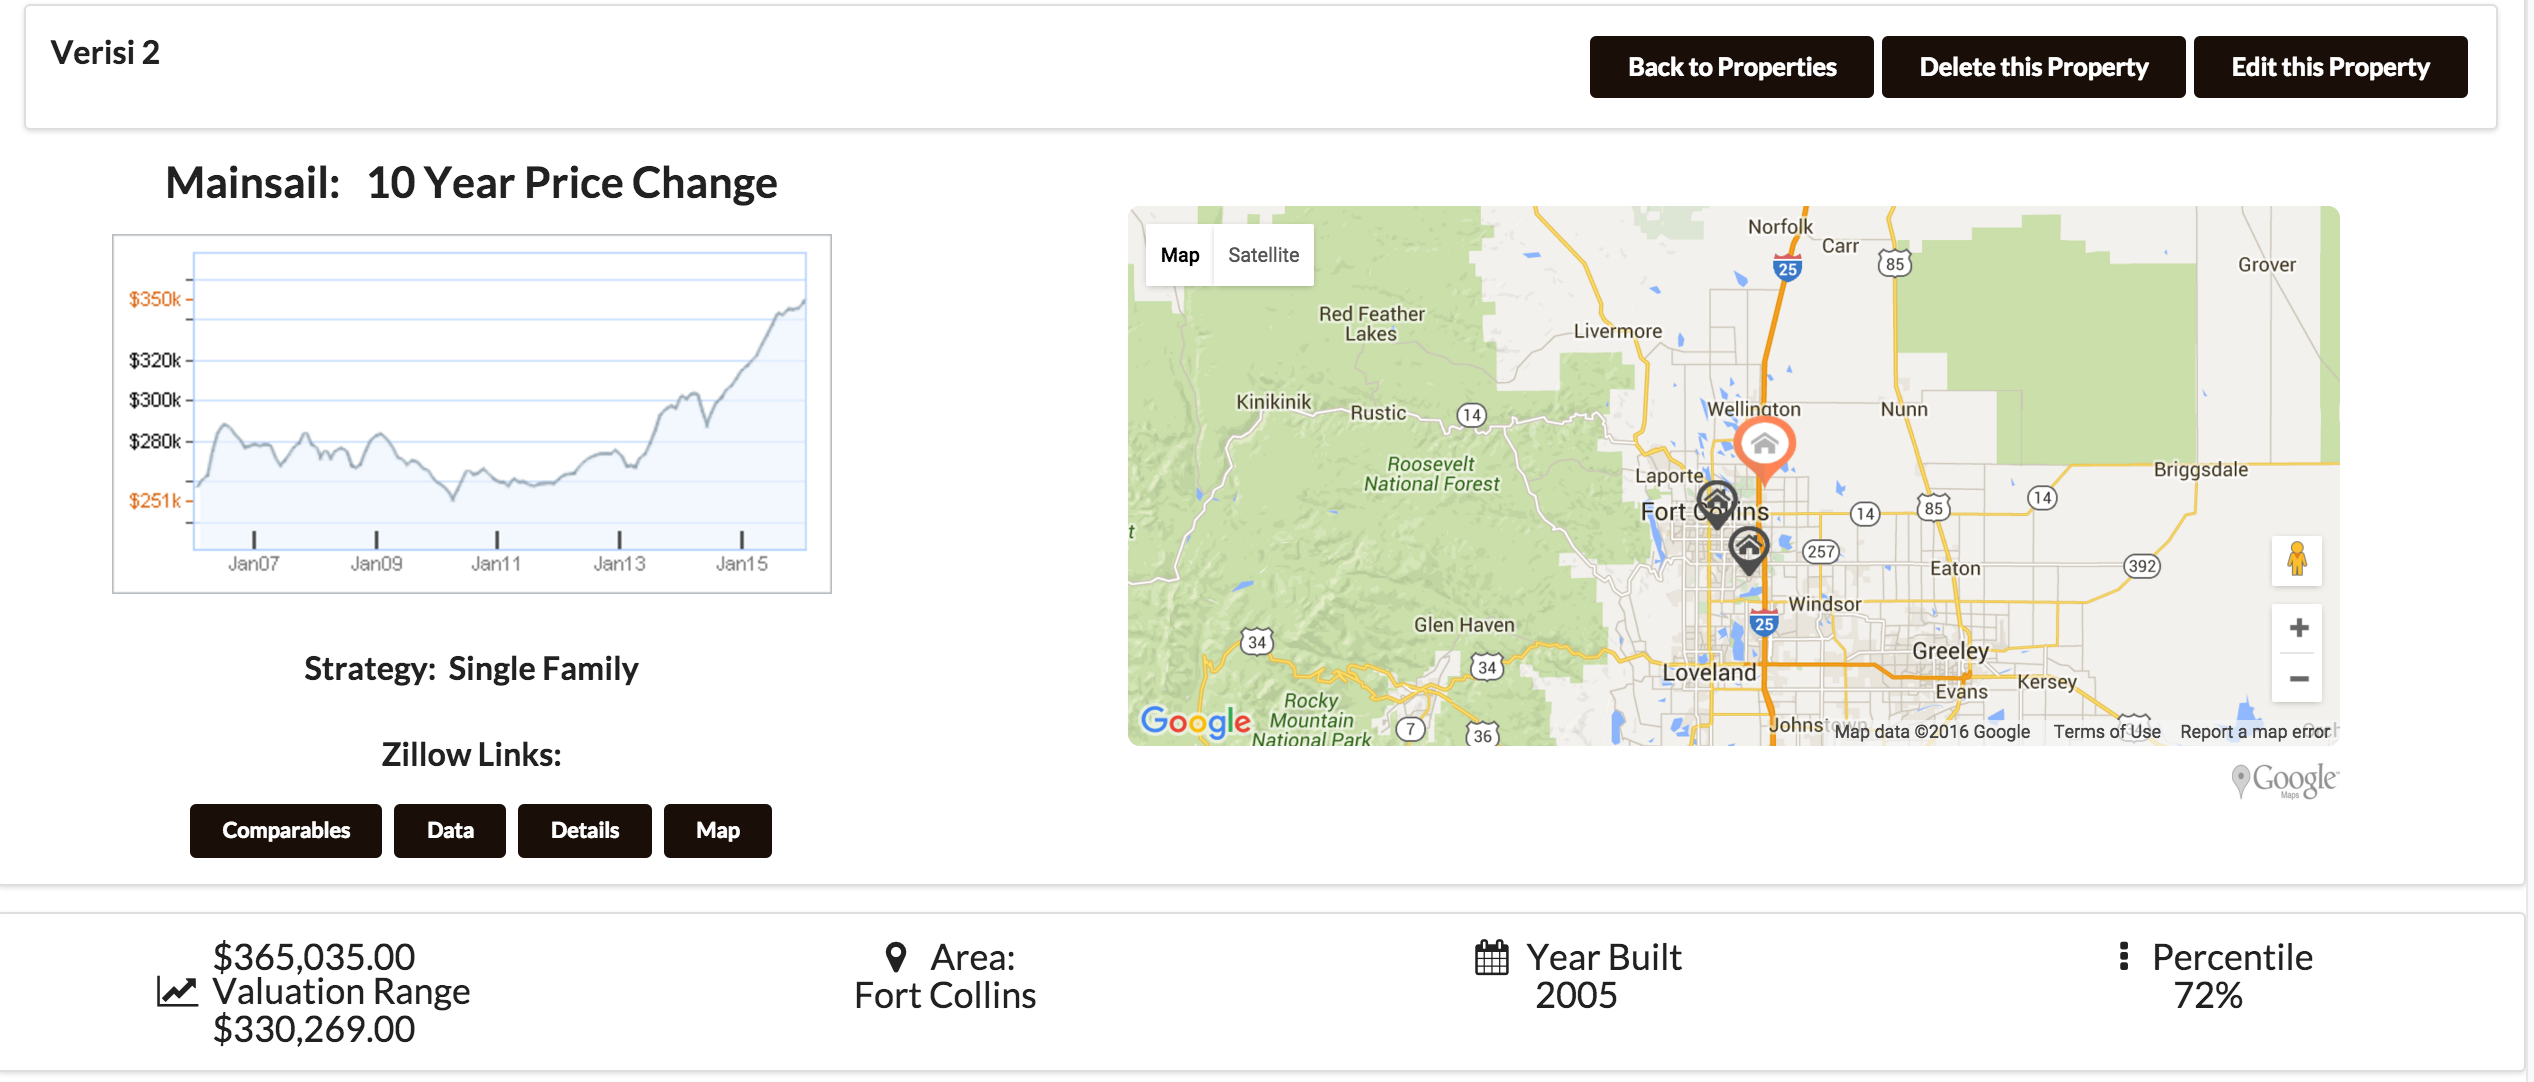 Verisi 2
Back to Properties
Delete this Property
Edit this Property
Mainsail: 10 Year Price Change
$350k
$320k
$300k
$280k
$251k
Jan07
Jan09
Jan11
Jan13
Jan15
Strategy: Single Family
Zillow Links:
Comparables
Data
Details
Map
Map
Satellite
Norfolk
Carr
25
85
Grover
Red Feather
Lakes
Livermore
Kinikinik
Rustic
14
Wellington
Nunn
Roosevelt
National Forest
Laporte
Briggsdale
Fort Collins
14
85
14
257
392
Eaton
Windsor
25
Glen Haven
34
34
Greeley
Loveland
Evans
Kersey
Rocky
Mountain
National Park
7
36
Google
Map data ©2016 Google
Terms of Use
Report a map error
Google
Maps
$365,035.00
Valuation Range
$330,269.00
Area:
Fort Collins
Year Built
2005
Percentile
72%